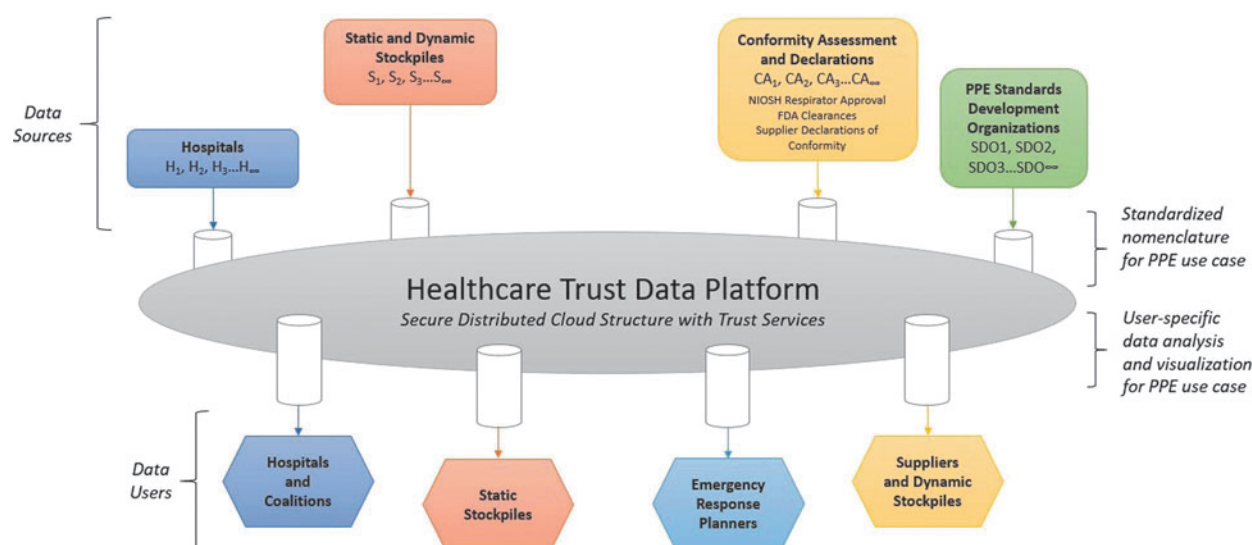 Data
Sources
Hospitals
H₁, H₂, H₃...H∞
Static and Dynamic
Stockpiles
S₁, S₂, S₃...S∞
Conformity Assessment
and Declarations
CA₁, CA₂, CA₃...CA∞
NIOSH Respirator Approval
FDA Clearances
Supplier Declarations of
Conformity
PPE Standards
Development
Organizations
SDO1, SDO2,
SDO3...SDO∞
Standardized
nomenclature
for PPE use case
Healthcare Trust Data Platform
Secure Distributed Cloud Structure with Trust Services
User-specific
data analysis
and visualization
for PPE use case
Data
Users
Hospitals
and
Coalitions
Static
Stockpiles
Emergency
Response
Planners
Suppliers
and Dynamic
Stockpiles